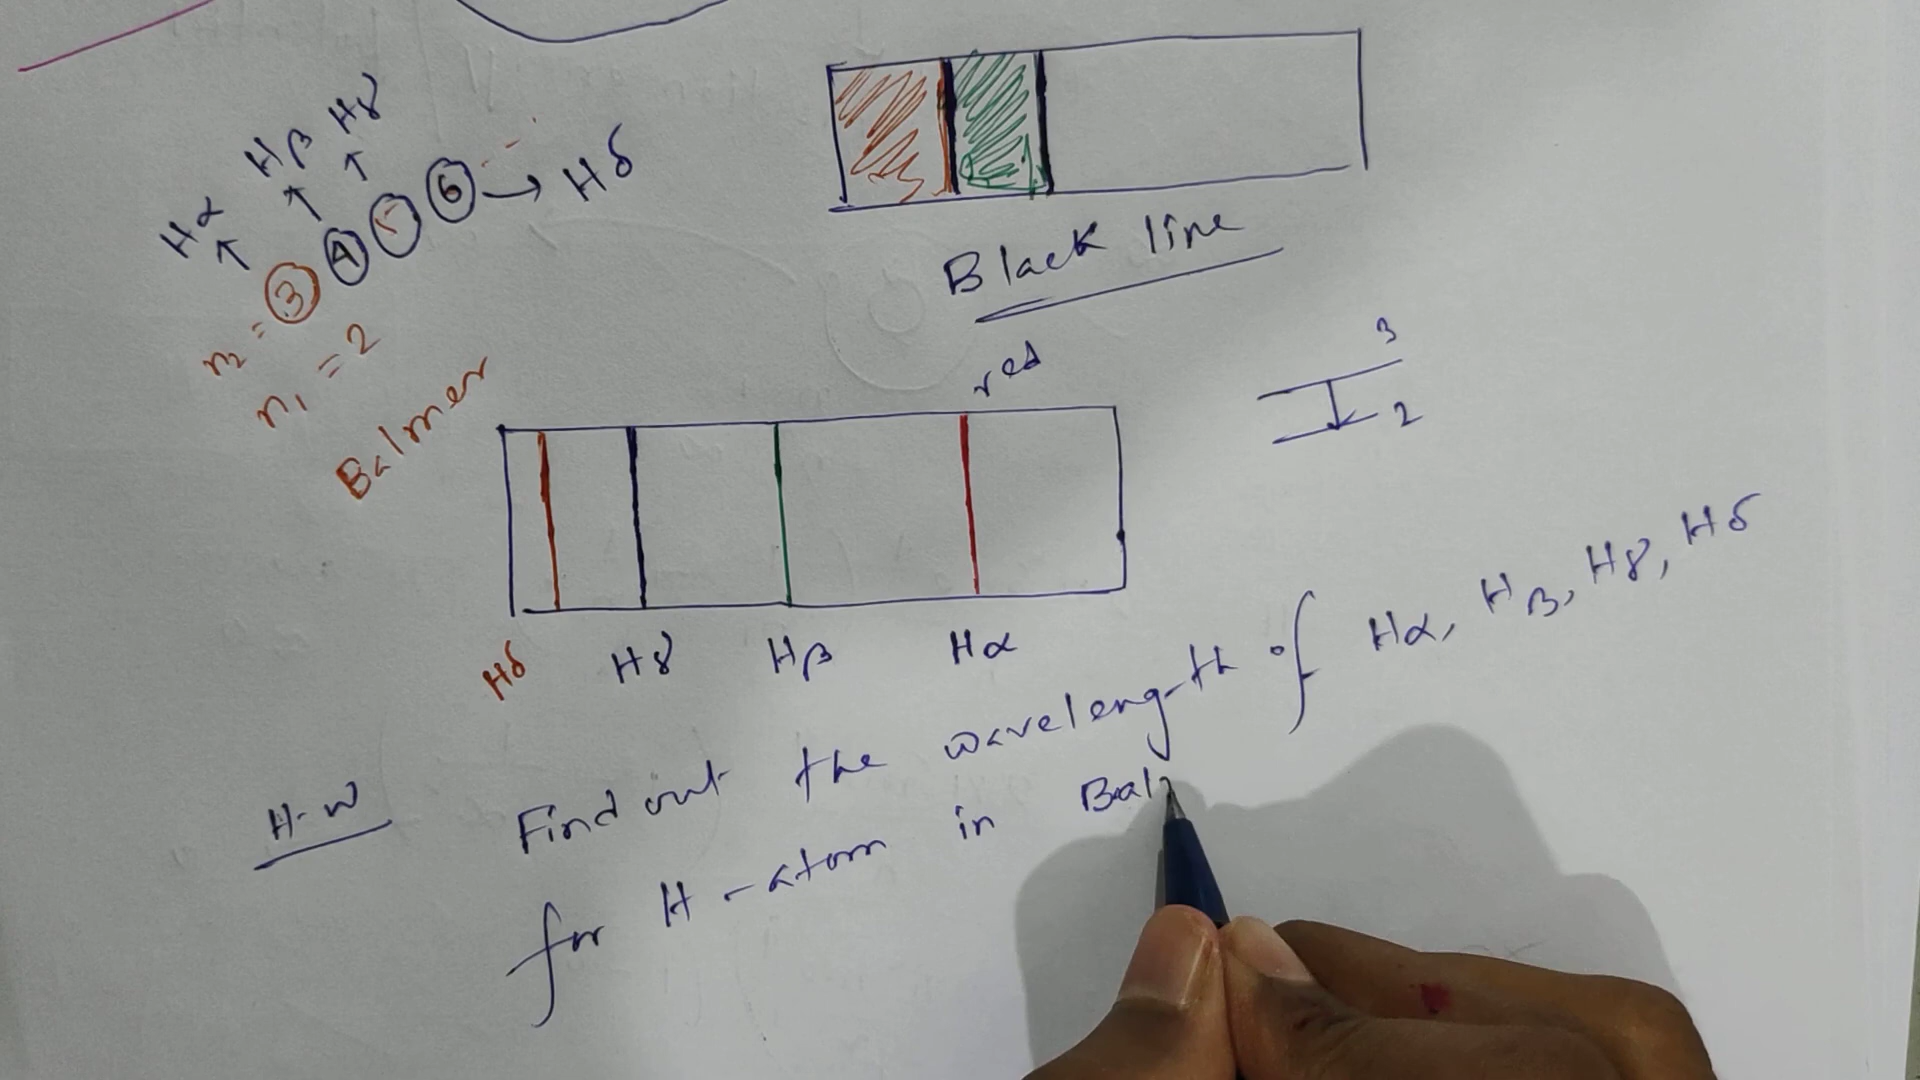 Hα Hβ Hγ
n₂ = 3 4 5 6 → Hδ
n₁ = 2
Balmer
Black line
red
3
2
Hδ Hγ Hβ Hα
H.W Find out the wavelength of Hα, Hβ, Hγ, Hδ
for H-atom in Bal